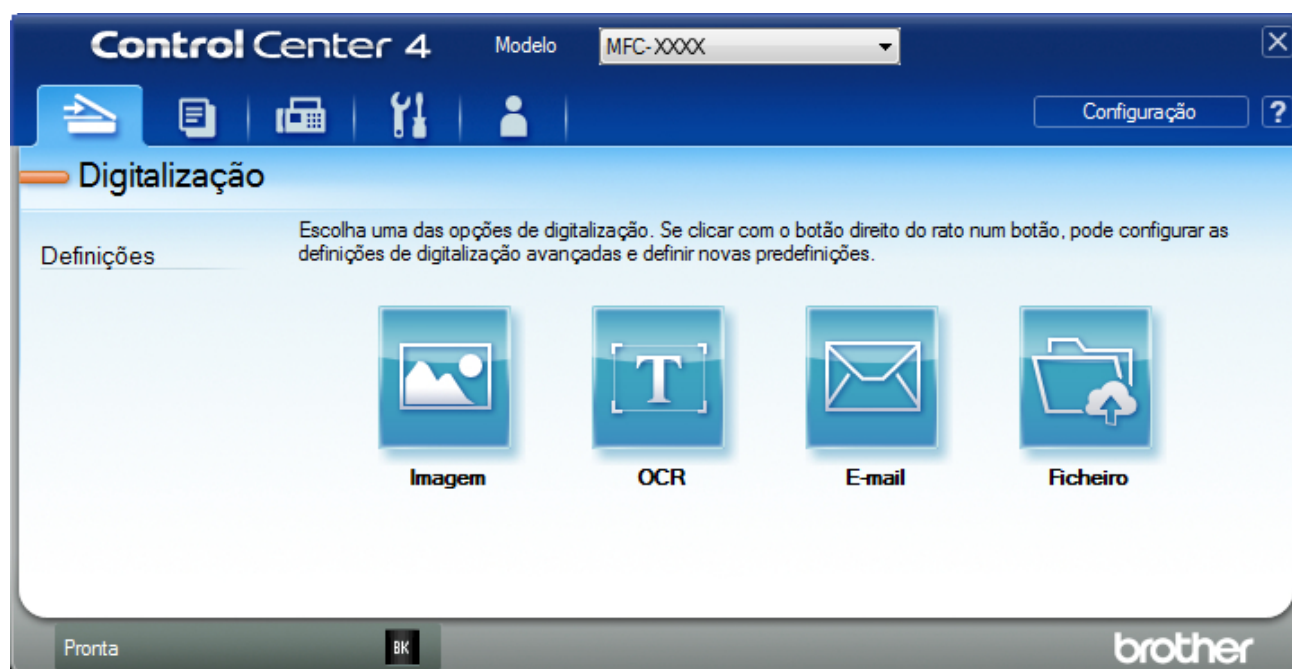 Control Center 4
Modelo
MFC-XXXX
Configuração
?
Digitalização
Definições
Escolha uma das opções de digitalização. Se clicar com o botão direito do rato num botão, pode configurar as
definições de digitalização avançadas e definir novas predefinições.
T
Imagem
OCR
E-mail
Ficheiro
Pronta
BK
brother